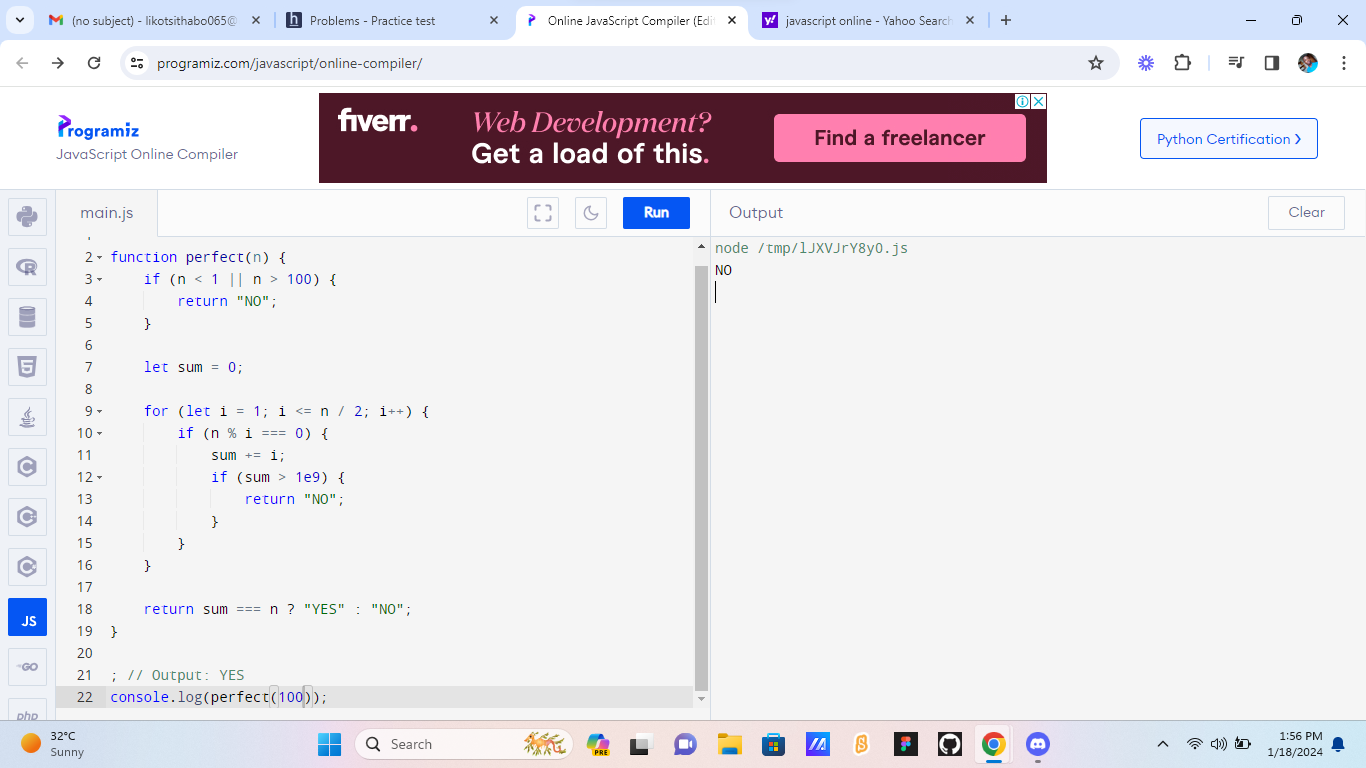 (no subject) - likotsithabo065@
Problems - Practice test
Online JavaScript Compiler (Edit
javascript online - Yahoo Search
programiz.com/javascript/online-compiler/
Programiz
JavaScript Online Compiler
fiverr.
Web Development?
Get a load of this.
Find a freelancer
Python Certification
main.js
Run
Output
Clear
2 function perfect(n) {
3 if (n < 1 || n > 100) {
4 return "NO";
5 }
6
7 let sum = 0;
8
9 for (let i = 1; i <= n / 2; i++) {
10 if (n % i === 0) {
11 sum += i;
12 if (sum > 1e9) {
13 return "NO";
14 }
15 }
16 }
17
18 return sum === n ? "YES" : "NO";
19 }
20
21 ; // Output: YES
22 console.log(perfect(100));
node /tmp/lJXVJrY8yO.js
NO
JS
GO
php
32°C
Sunny
Search
PRE
1:56 PM
1/18/2024